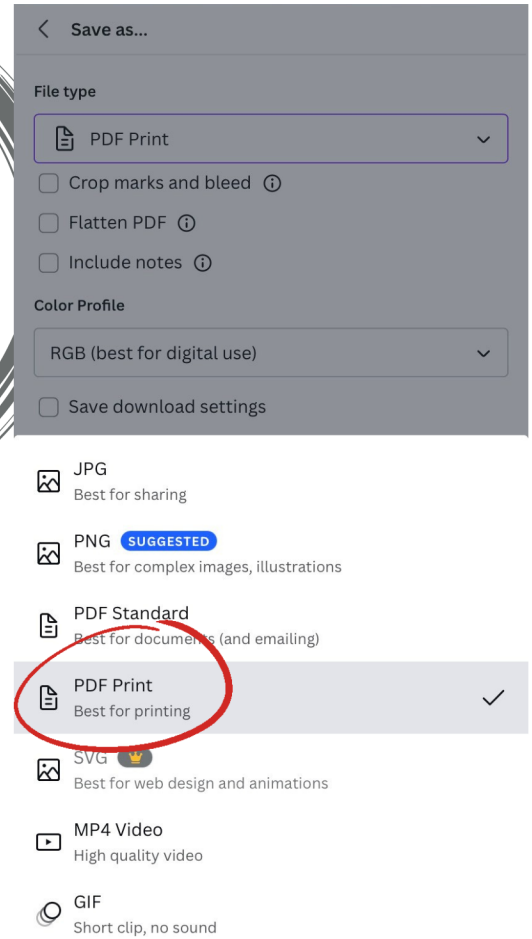 Save as...
File type
PDF Print
Crop marks and bleed
Flatten PDF
Include notes
Color Profile
RGB (best for digital use)
Save download settings
JPG
Best for sharing
PNG SUGGESTED
Best for complex images, illustrations
PDF Standard
Best for documents (and emailing)
PDF Print
Best for printing
SVG
Best for web design and animations
MP4 Video
High quality video
GIF
Short clip, no sound